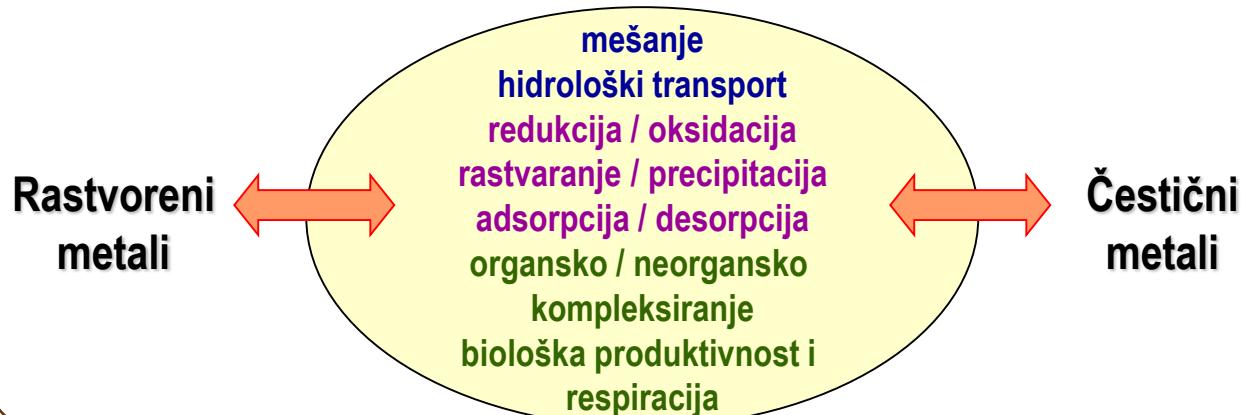 mešanje
hidrološki transport
redukcija / oksidacija
rastvaranje / precipitacija
adsorpcija / desorpcija
organsko / neorgansko
kompleksiranje
biološka produktivnost i
respiracija
Rastvoreni
metali
Čestični
metali